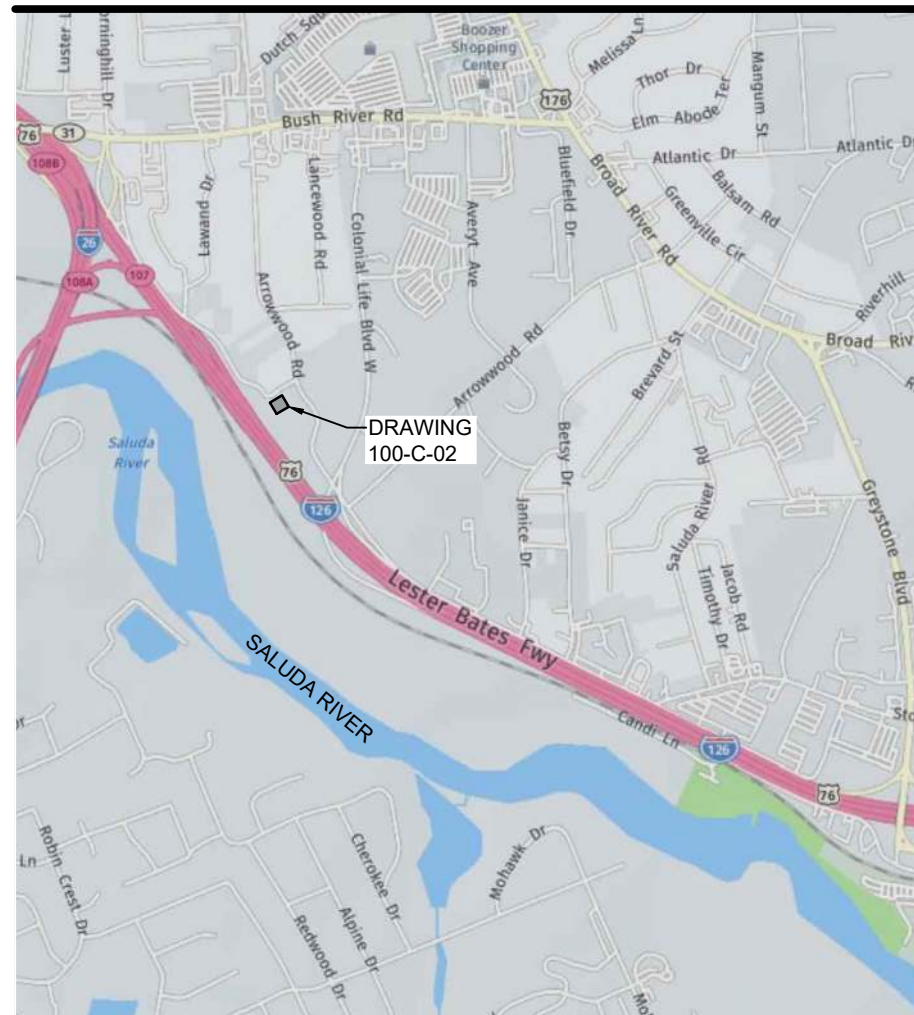 Luster
orninghill Dr
Dutch Squ
Boozer
Shopping
Center
Melissa Ln
Thor Dr
Elm Abode Ter
Mangum St
176
76
31
Bush River Rd
108B
Atlantic Dr
Atlantic Dr
Lawand Dr
Lancewood Rd
Colonial Life Blvd W
Averyt Ave
Bluefield Dr
Broad River Rd
Greenville Cir
Balsam Rd
26
108A
107
Arrowwood Rd
Riverhill
Broad Riv
Arrowwood Rd
Brevard St
DRAWING
100-C-02
Saluda
River
76
126
Betsy Dr
Janice Dr
Saluda River Rd
Greystone Blvd
Jacob Rd
Timothy Dr
Lester Bates Fwy
SALUDA RIVER
Candi Ln
126
Sto
76
Ln
Robin Crest Dr
Cherokee Dr
Alpine Dr
Redwood Dr
Mohawk Dr
Mo